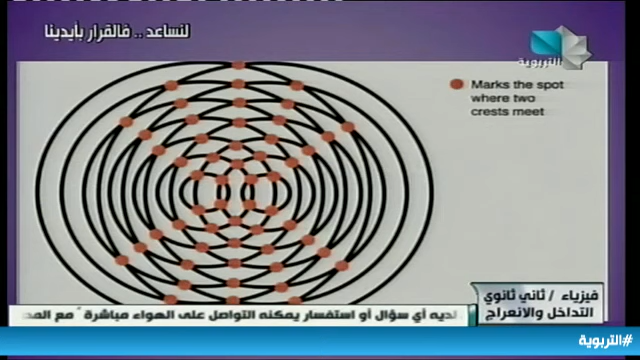 لنساعد .. فالقرار بأيدينا
التربوية
Marks the spot
where two
crests meet
فيزياء / ثاني ثانوي
التداخل والانعراج
لديه أي سؤال أو استفسار يمكنه التواصل على الهواء مباشرة " مع
#التربوية